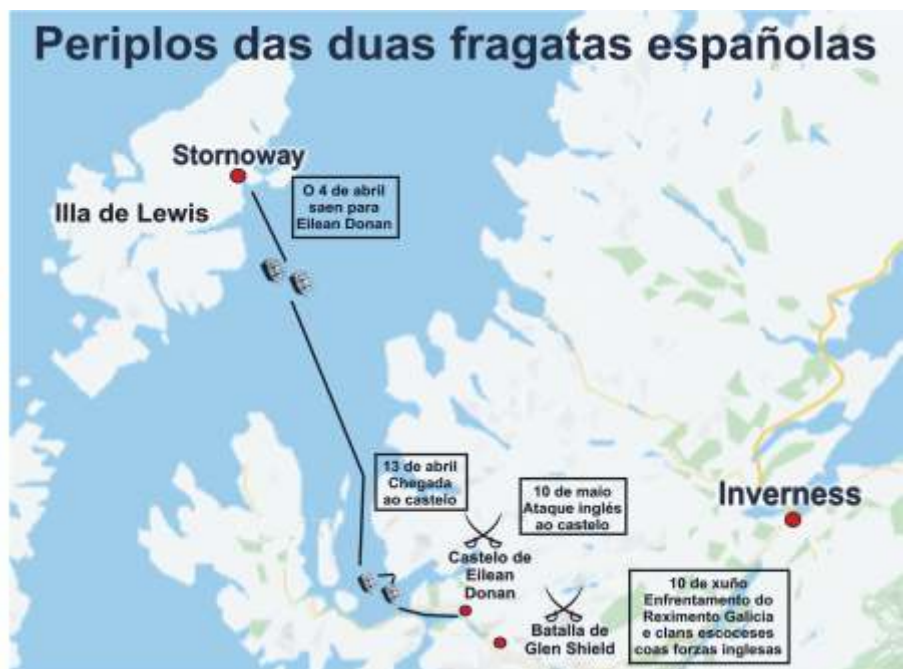 Periplos das duas fragatas españolas
Stornoway
Illa de Lewis
O 4 de abril
saen para
Eilean Donan
13 de abril
Chegada
ao castelo
10 de maio
Ataque inglés
ao castelo
Inverness
Castelo de
Eilean
Donan
10 de xuño
Enfrentamento do
Reximento Galicia
e clans escoceses
coas forzas inglesas
Batalla de
Glen Shield